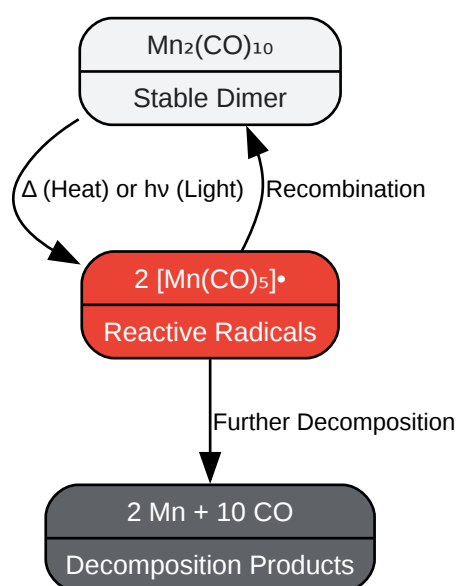 Mn₂(CO)₁₀
Stable Dimer
Δ (Heat) or hν (Light)
Recombination
2 [Mn(CO)₅]•
Reactive Radicals
Further Decomposition
2 Mn + 10 CO
Decomposition Products